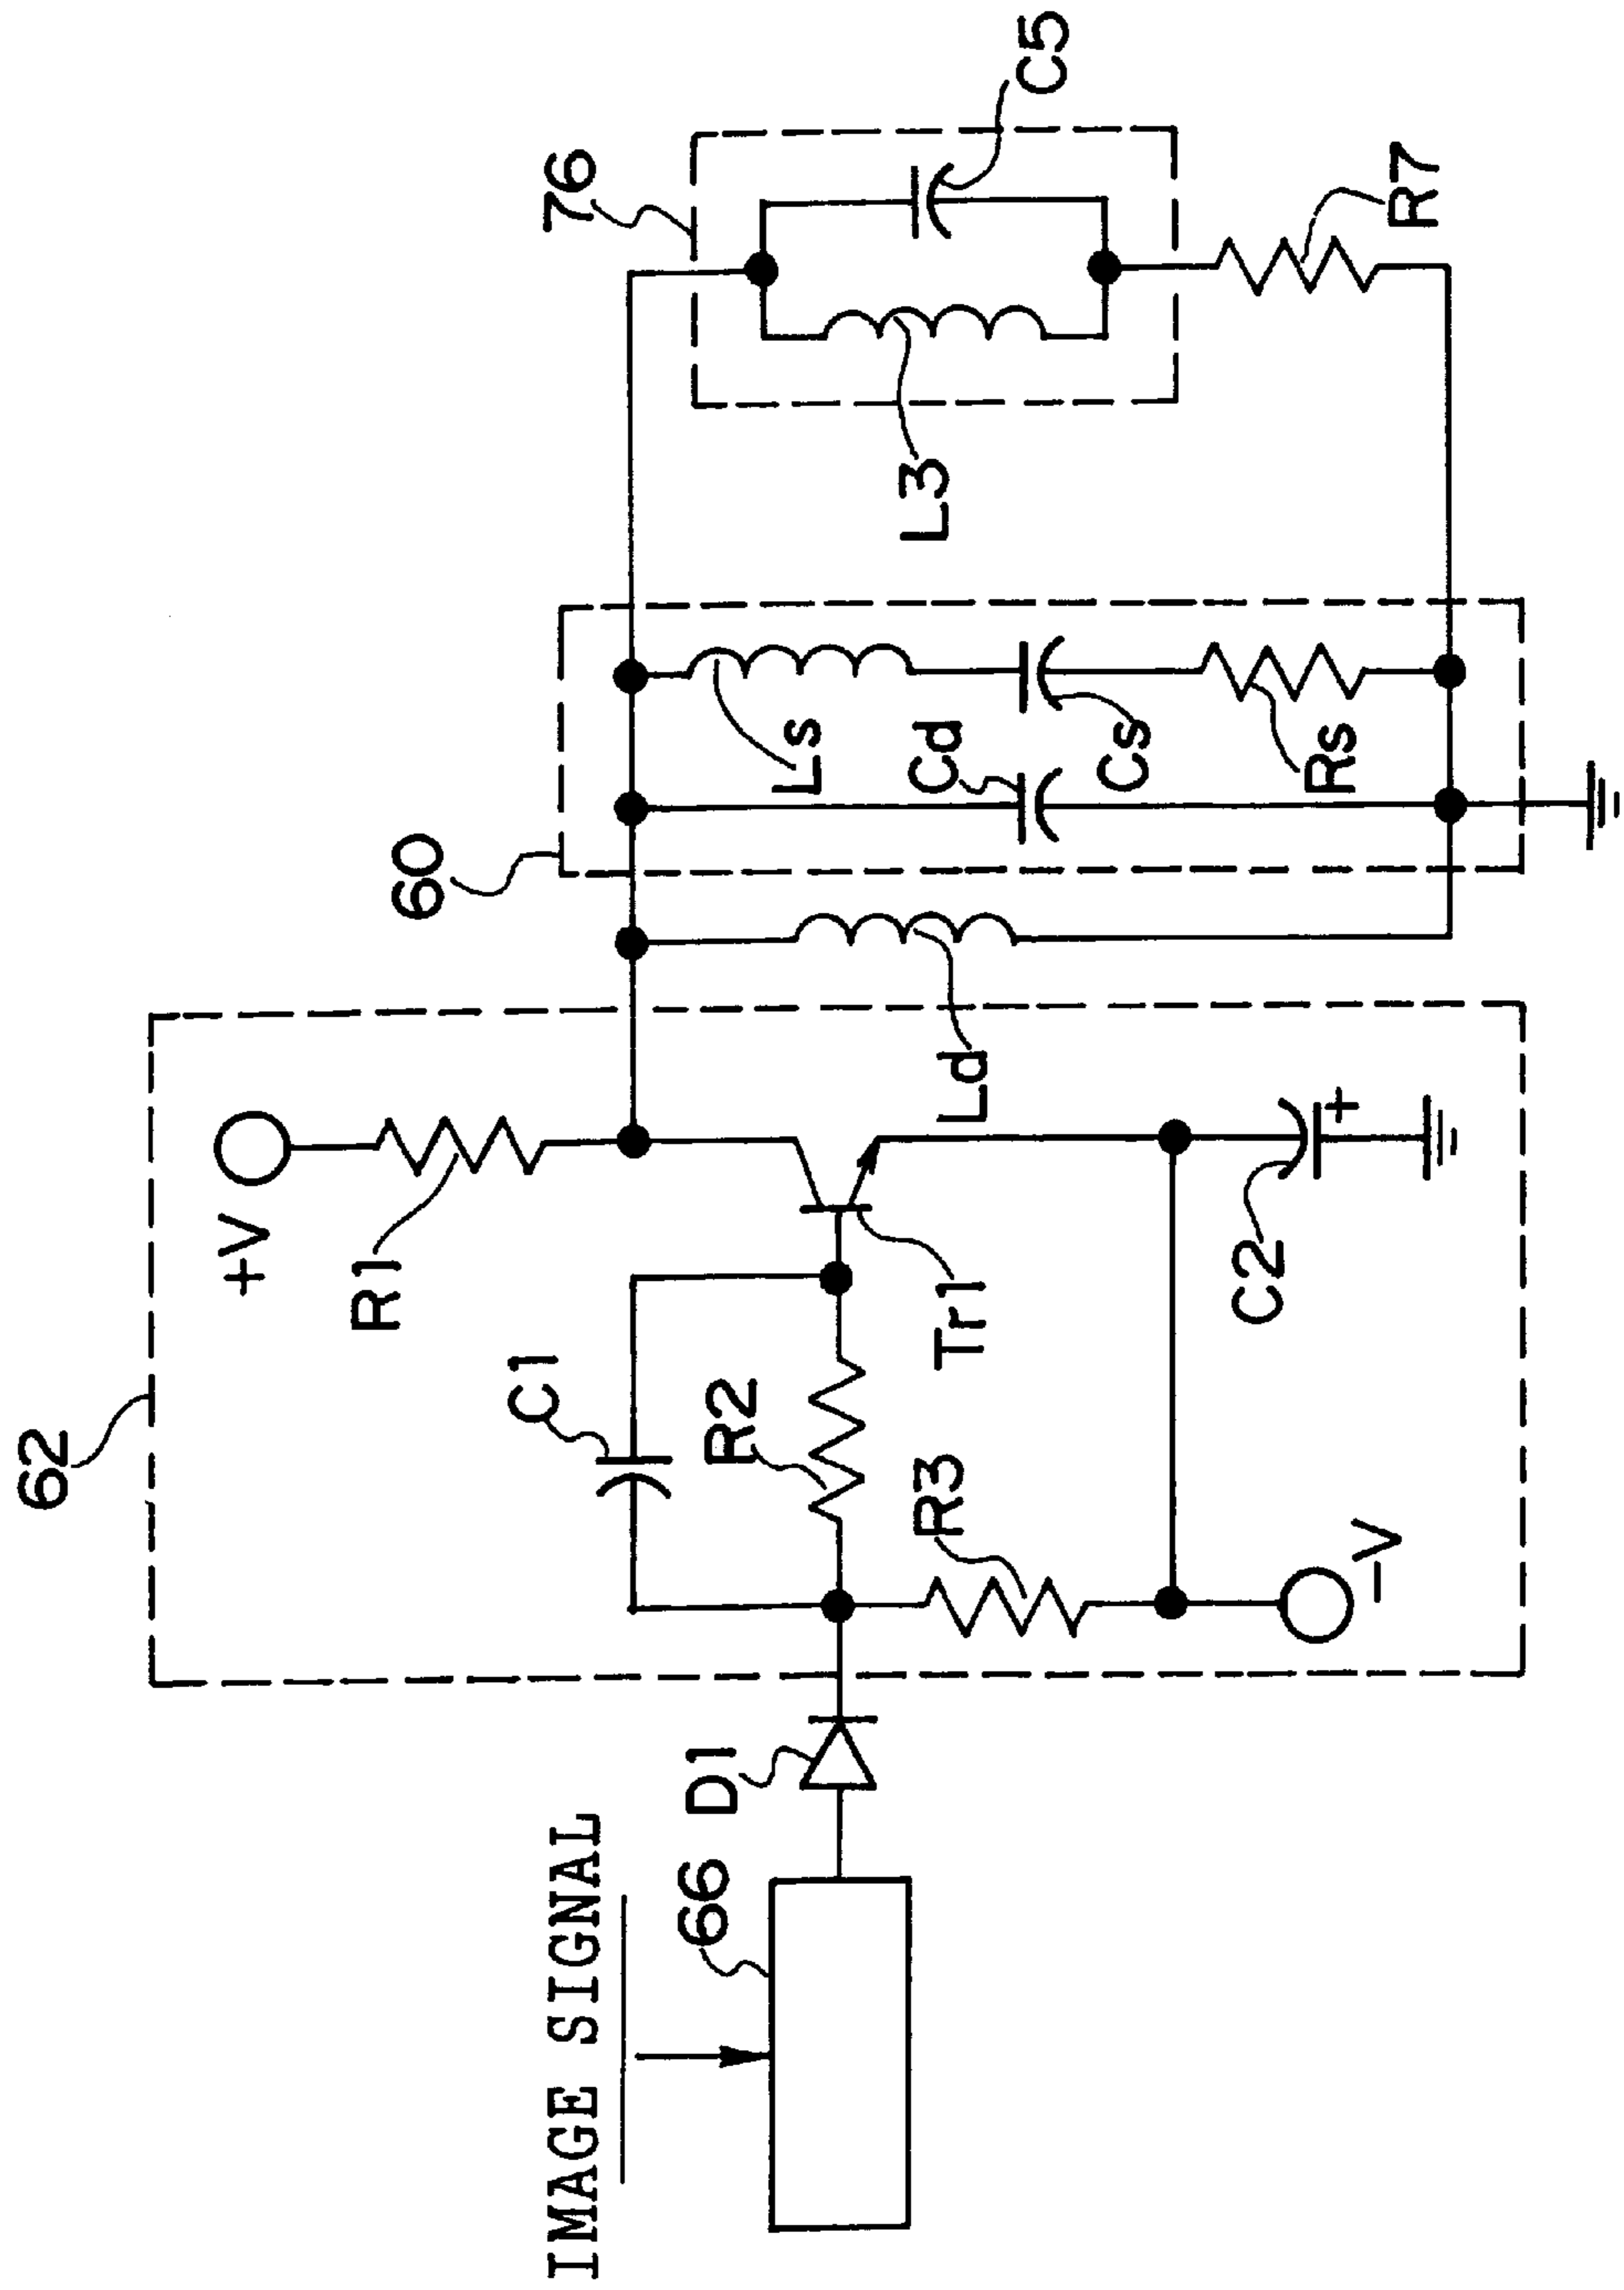 62
+V
R1
C1
R2
R3
Tr1
C2
+
-V
IMAGE SIGNAL
66
D1
60
Ld
Cd
Ls
Cs
Rs
76
L3
C5
R7